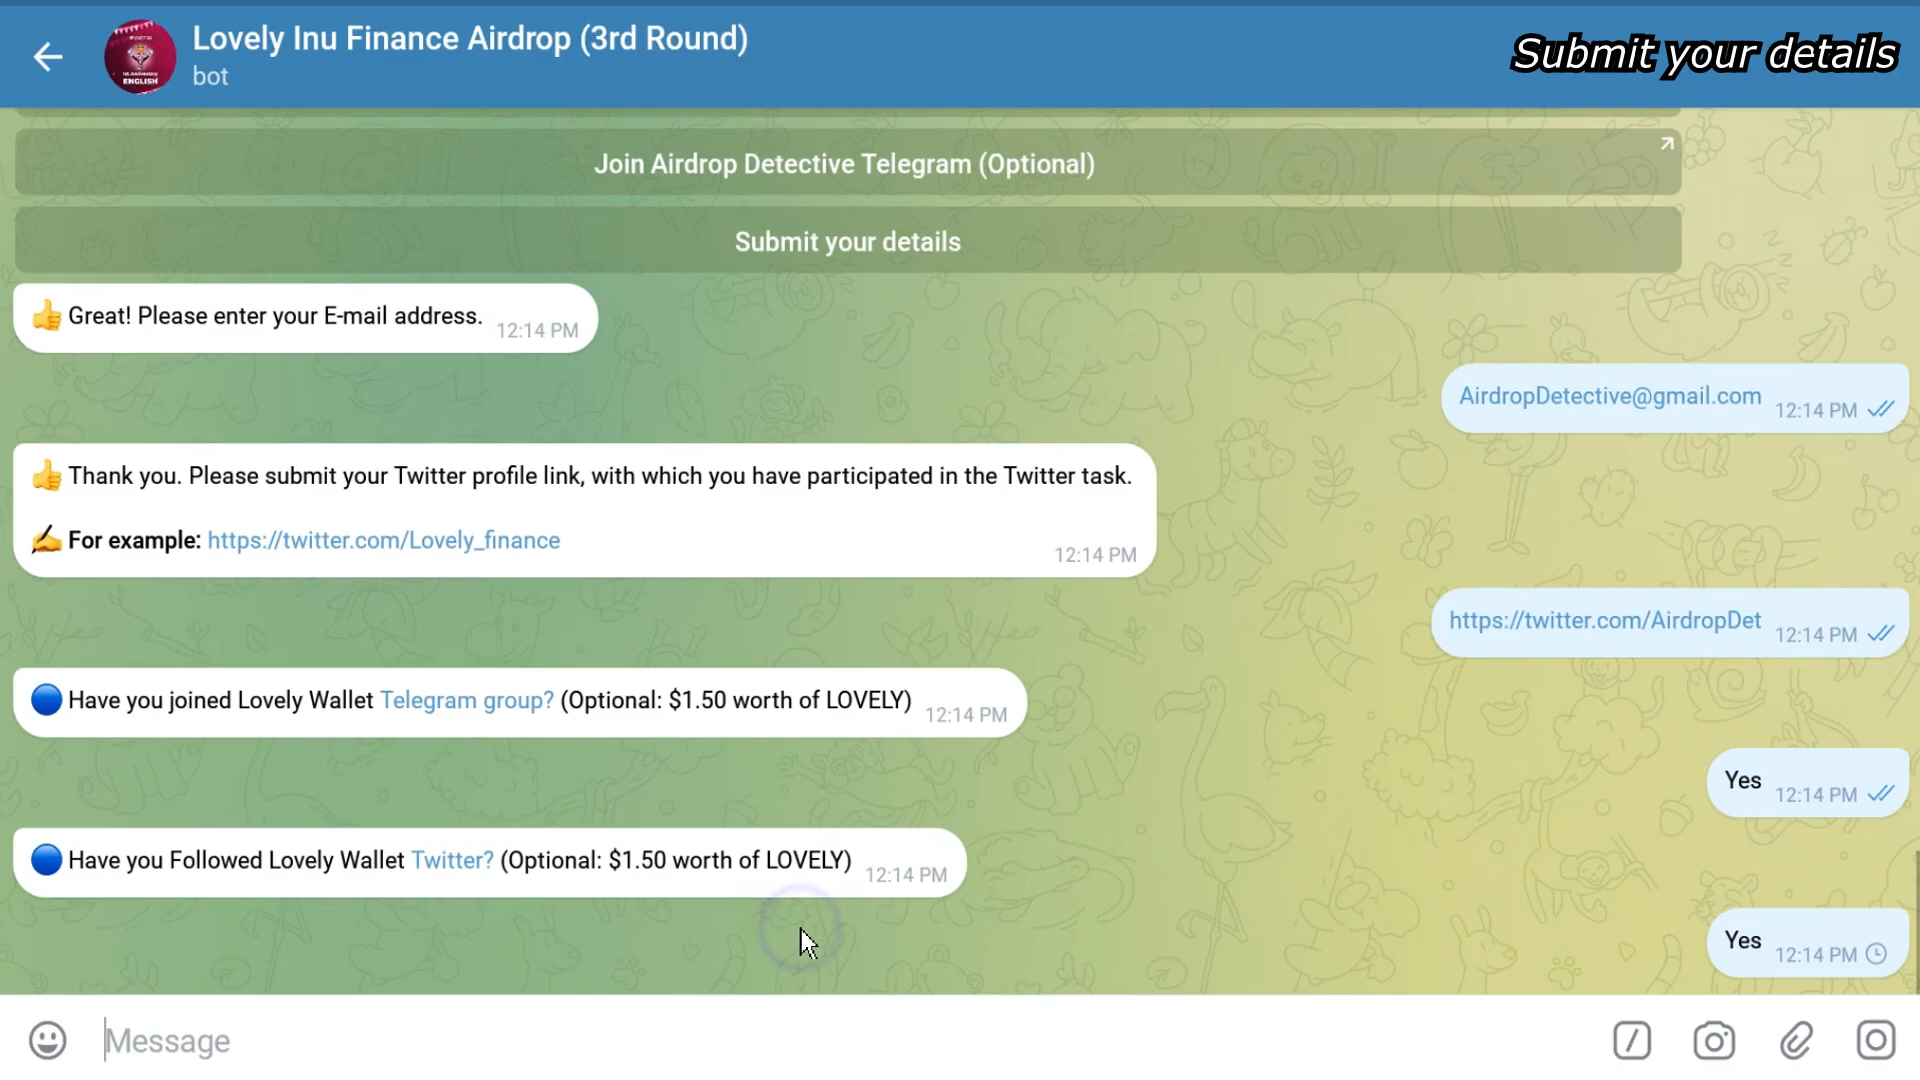 Lovely Inu Finance Airdrop (3rd Round)
bot
Submit your details
ENGLISH
Join Airdrop Detective Telegram (Optional)
Submit your details
👍 Great! Please enter your E-mail address. 12:14 PM
AirdropDetective@gmail.com 12:14 PM
👍 Thank you. Please submit your Twitter profile link, with which you have participated in the Twitter task.
✍️ For example: https://twitter.com/Lovely_finance
12:14 PM
https://twitter.com/AirdropDet 12:14 PM
🔵 Have you joined Lovely Wallet Telegram group? (Optional: $1.50 worth of LOVELY) 12:14 PM
Yes 12:14 PM
🔵 Have you Followed Lovely Wallet Twitter? (Optional: $1.50 worth of LOVELY) 12:14 PM
Yes 12:14 PM
Message